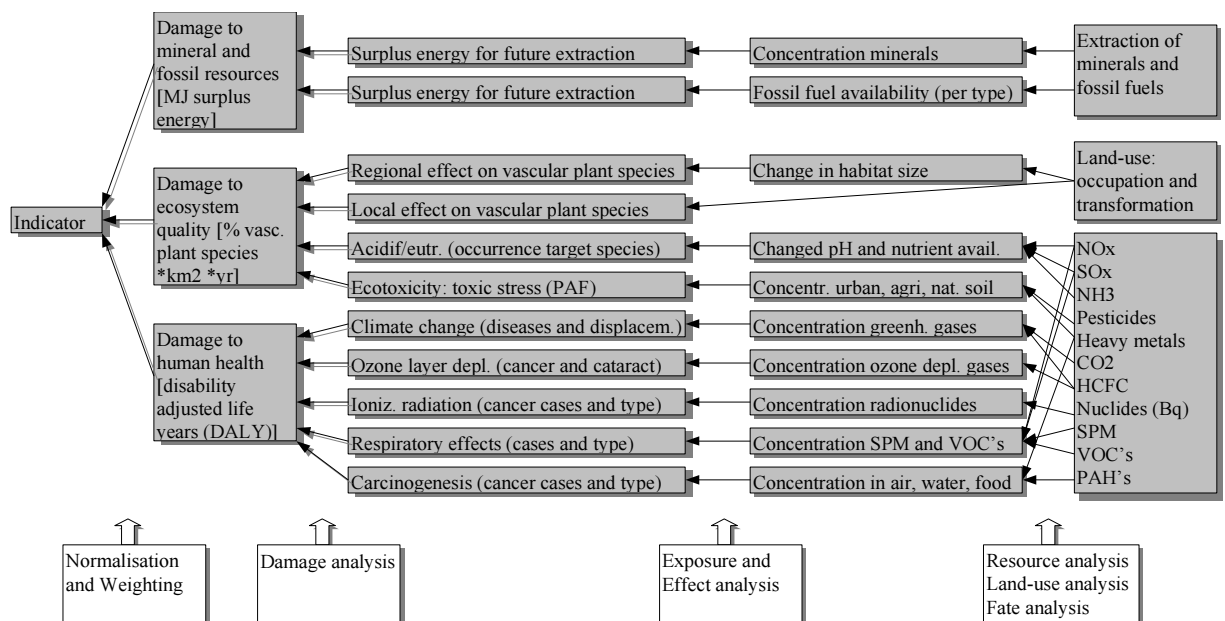 Damage to
mineral and
fossil resources
[MJ surplus
energy]
Surplus energy for future extraction
Concentration minerals
Extraction of
minerals and
fossil fuels
Surplus energy for future extraction
Fossil fuel availability (per type)
Indicator
Damage to
ecosystem
quality [% vasc.
plant species
*km2 *yr]
Regional effect on vascular plant species
Change in habitat size
Land-use:
occupation and
transformation
Local effect on vascular plant species
Acidif/eutr. (occurrence target species)
Changed pH and nutrient avail.
Ecotoxicity: toxic stress (PAF)
Concentr. urban, agri, nat. soil
Damage to
human health
[disability
adjusted life
years (DALY)]
Climate change (diseases and displacem.)
Concentration greenh. gases
Ozone layer depl. (cancer and cataract)
Concentration ozone depl. gases
Ioniz. radiation (cancer cases and type)
Concentration radionuclides
Respiratory effects (cases and type)
Concentration SPM and VOC’s
Carcinogenesis (cancer cases and type)
Concentration in air, water, food
NOx
SOx
NH3
Pesticides
Heavy metals
CO2
HCFC
Nuclides (Bq)
SPM
VOC’s
PAH’s
Normalisation
and Weighting
Damage analysis
Exposure and
Effect analysis
Resource analysis
Land-use analysis
Fate analysis